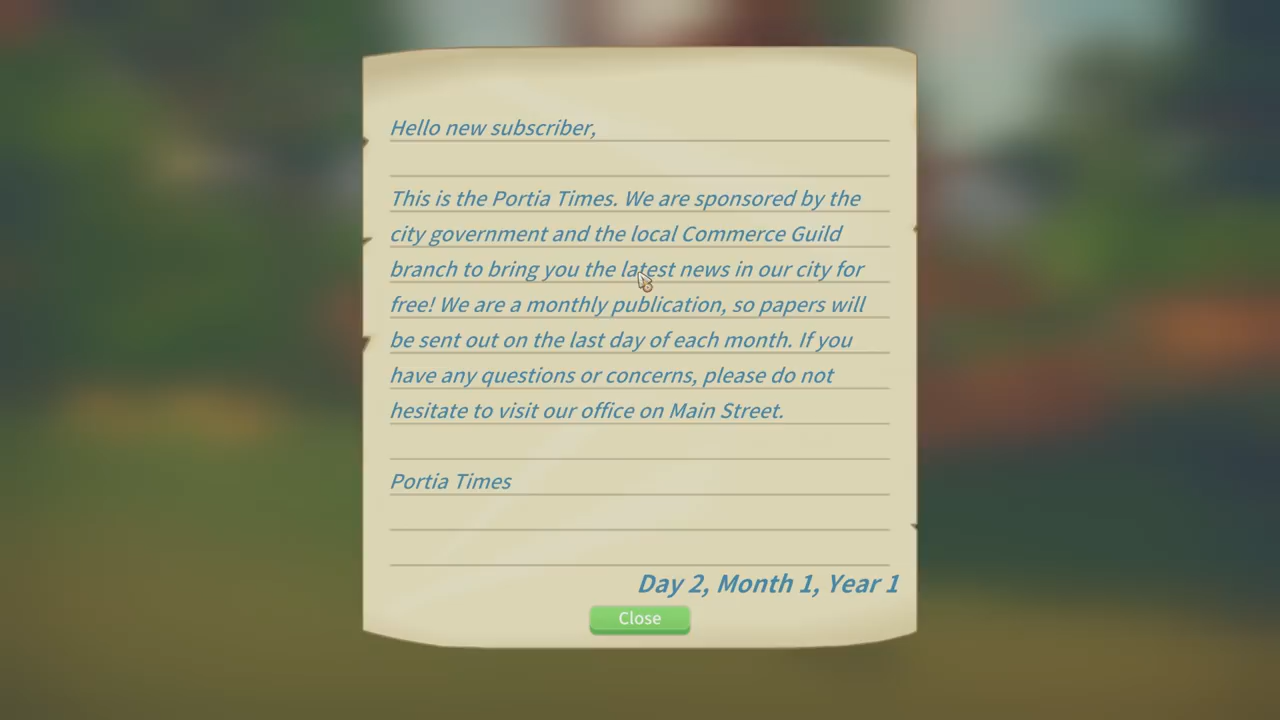 Hello new subscriber,
This is the Portia Times. We are sponsored by the
city government and the local Commerce Guild
branch to bring you the latest news in our city for
free! We are a monthly publication, so papers will
be sent out on the last day of each month. If you
have any questions or concerns, please do not
hesitate to visit our office on Main Street.
Portia Times
Day 2, Month 1, Year 1
Close